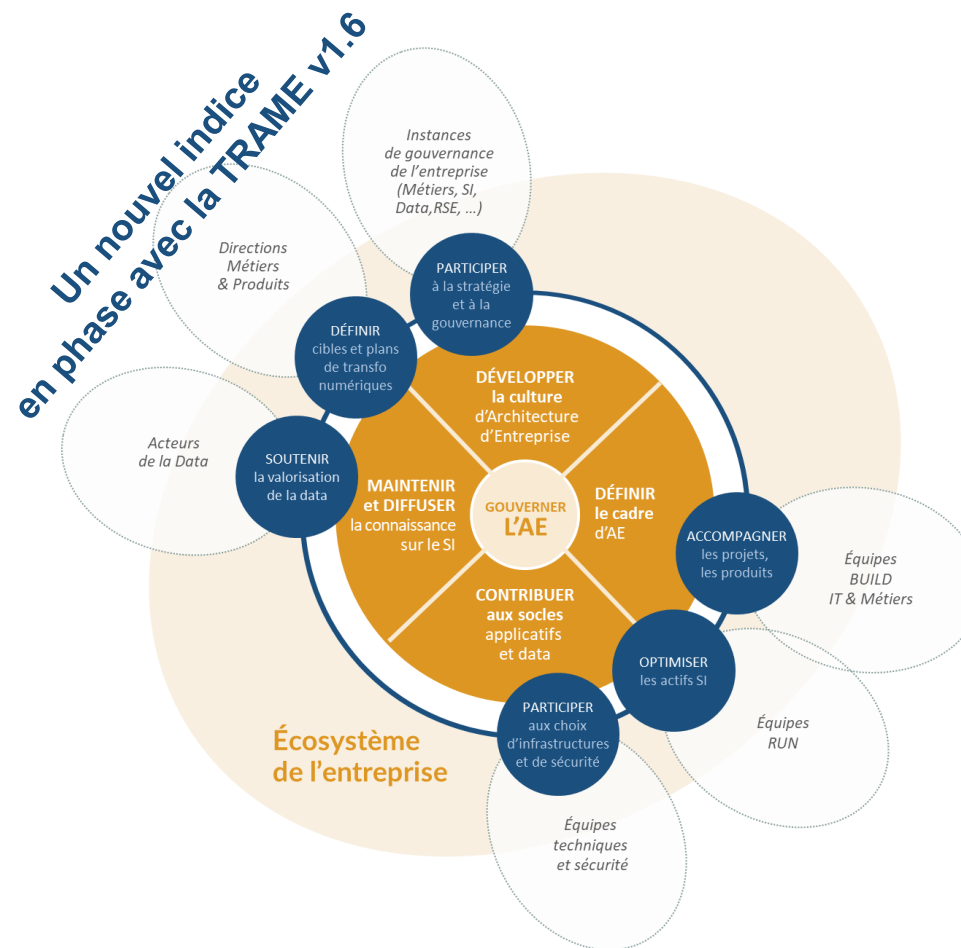 Un nouvel indice
en phase avec la TRAME v1.6
Instances
de gouvernance
de l'entreprise
(Métiers, SI,
Data,RSE, ...)
Directions
Métiers
& Produits
Acteurs
de la Data
PARTICIPER
à la stratégie
et à la
gouvernance
DÉFINIR
cibles et plans
de transfo
numériques
SOUTENIR
la valorisation
de la data
DÉVELOPPER
la culture
d'Architecture
d'Entreprise
MAINTENIR
et DIFFUSER
la connaissance
sur le SI
GOUVERNER
L'AE
DÉFINIR
le cadre
d'AE
CONTRIBUER
aux socles
applicatifs
et data
ACCOMPAGNER
les projets,
les produits
Équipes
BUILD
IT & Métiers
OPTIMISER
les actifs SI
Équipes
RUN
PARTICIPER
aux choix
d'infrastructures
et de sécurité
Équipes
techniques
et sécurité
Écosystème
de l'entreprise